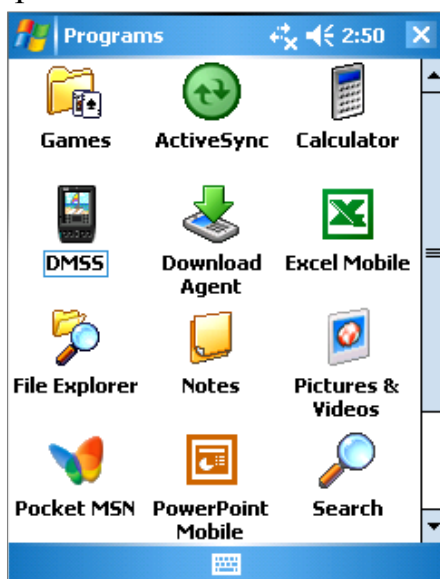 Programs 2:50
Games ActiveSync Calculator
DMSS Download Agent Excel Mobile
File Explorer Notes Pictures & Videos
Pocket MSN PowerPoint Mobile Search